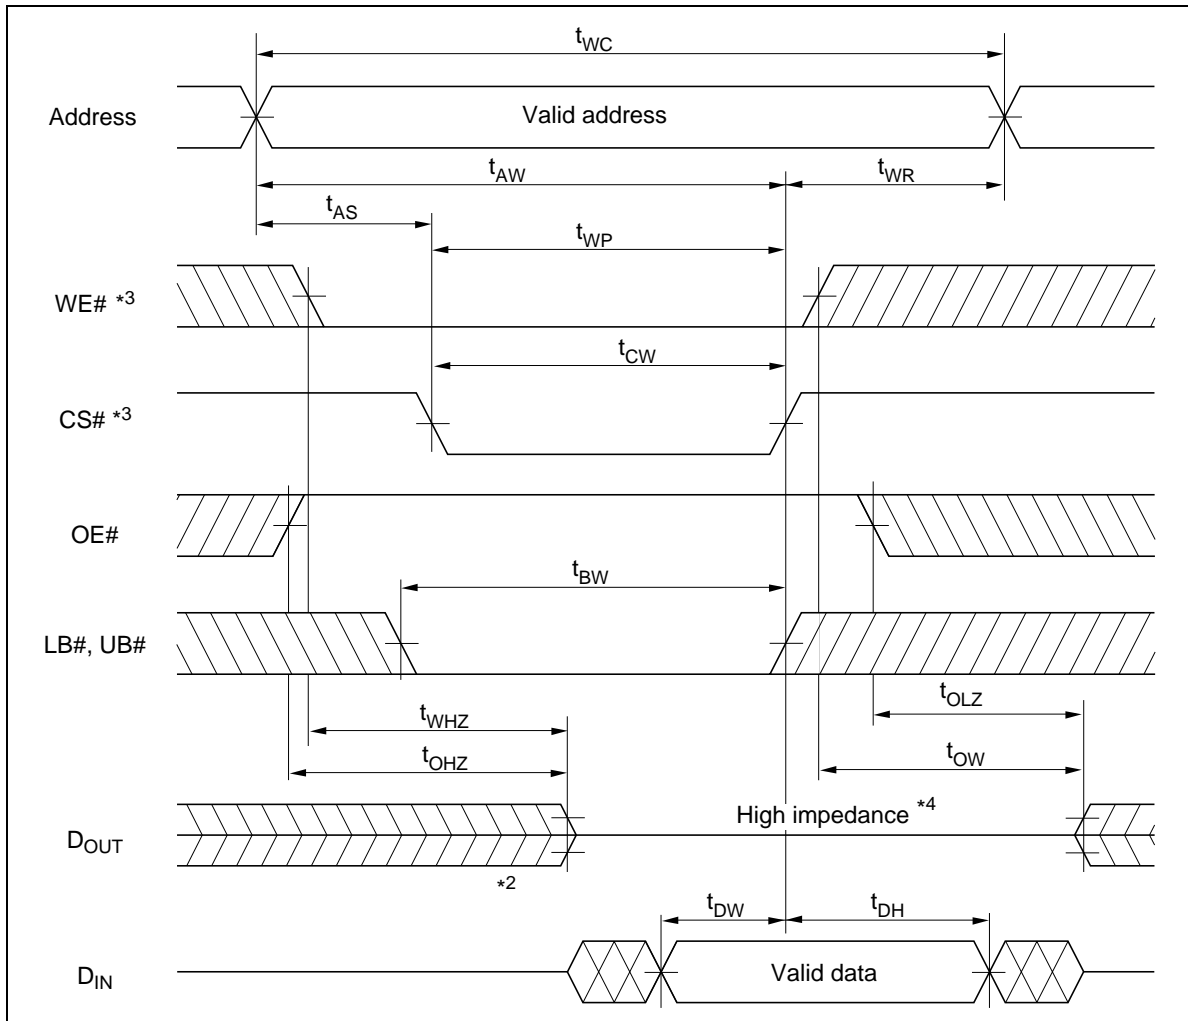 tWC
Address
Valid address
tAW
tWR
tAS
tWP
WE# *3
tCW
CS# *3
OE#
tBW
LB#, UB#
tOLZ
tWHZ
tOHZ
tOW
High impedance *4
DOUT
*2
tDW
tDH
DIN
Valid data